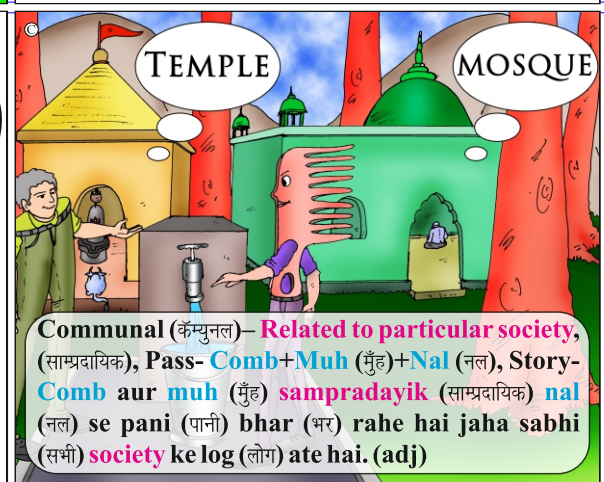 ©
TEMPLE
MOSQUE
Communal (कॅम्युनल)– Related to particular society,
(साम्प्रदायिक), Pass- Comb+Muh (मुँह)+Nal (नल), Story-
Comb aur muh (मुँह) sampradayik (साम्प्रदायिक) nal
(नल) se pani (पानी) bhar (भर) rahe hai jaha sabhi
(सभी) society ke log (लोग) ate hai. (adj)